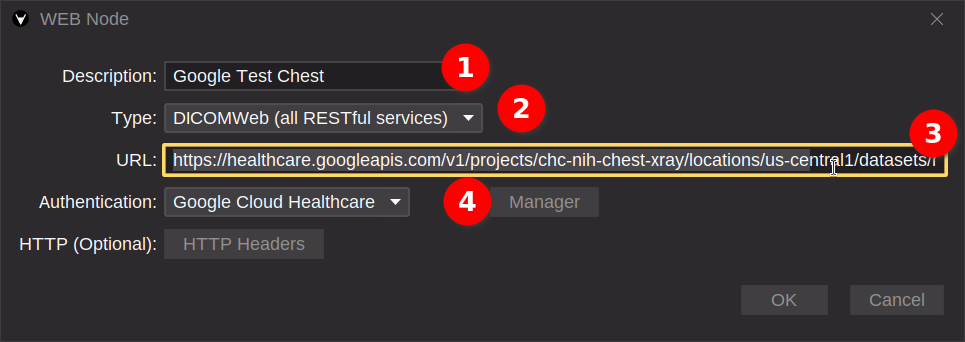 WEB Node
Description: Google Test Chest 1
Type: DICOMWeb (all RESTful services) 2
URL: https://healthcare.googleapis.com/v1/projects/chc-nih-chest-xray/locations/us-central1/datasets/ 3
Authentication: Google Cloud Healthcare 4 Manager
HTTP (Optional): HTTP Headers
OK Cancel